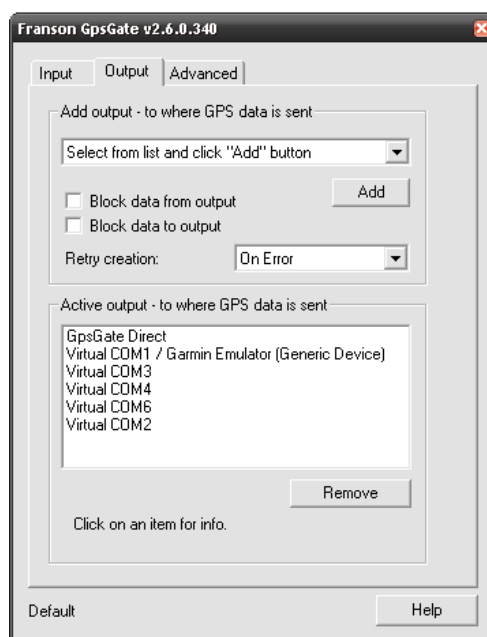 Franson GpsGate v2.6.0.340
Input Output Advanced
Add output - to where GPS data is sent
Select from list and click "Add" button
Add
Block data from output
Block data to output
Retry creation: On Error
Active output - to where GPS data is sent
GpsGate Direct
Virtual COM1 / Garmin Emulator (Generic Device)
Virtual COM3
Virtual COM4
Virtual COM6
Virtual COM2
Remove
Click on an item for info.
Default Help